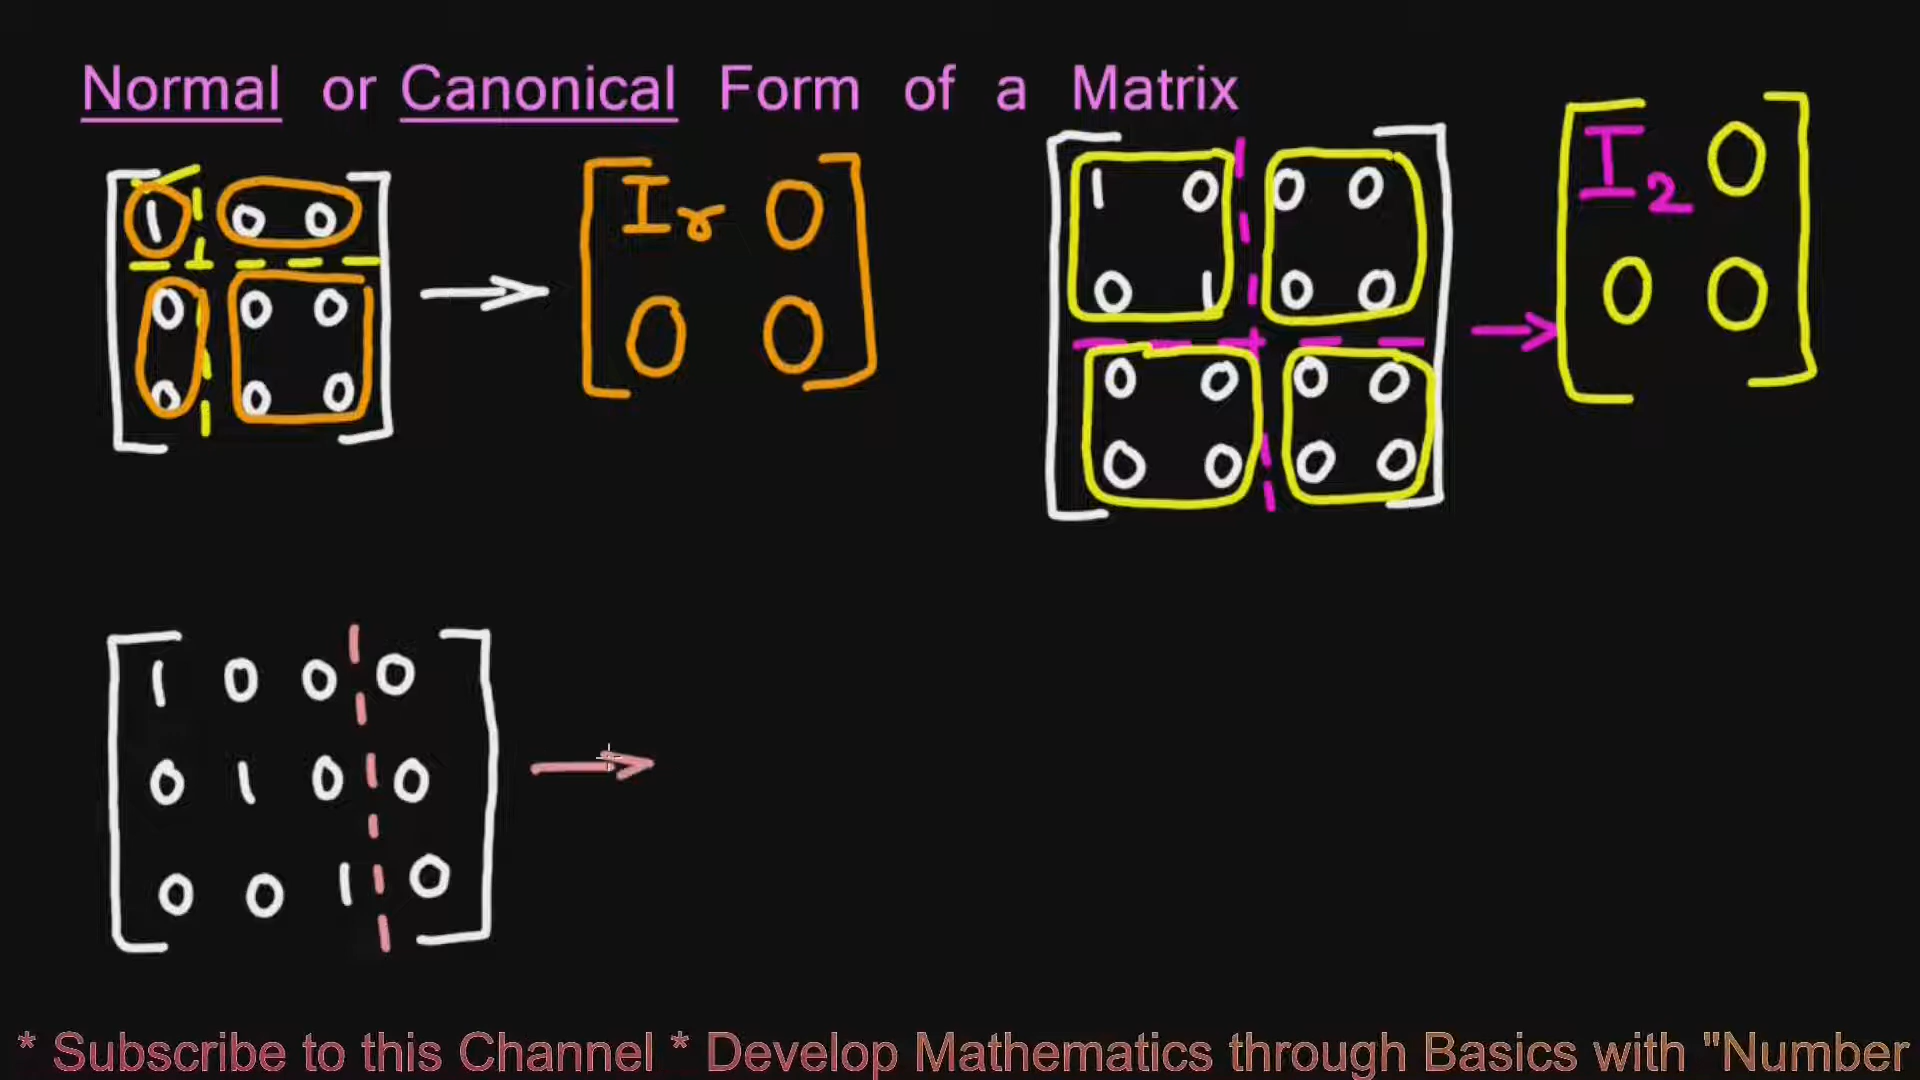 Normal or Canonical Form of a Matrix
1 0 0
0 0 0
0 0 0
Ir 0
0 0
1 0 0 0
0 1 0 0
0 0 0 0
0 0 0 0
I2 0
0 0
1 0 0 0
0 1 0 0
0 0 1 0
* Subscribe to this Channel * Develop Mathematics through Basics with "Number